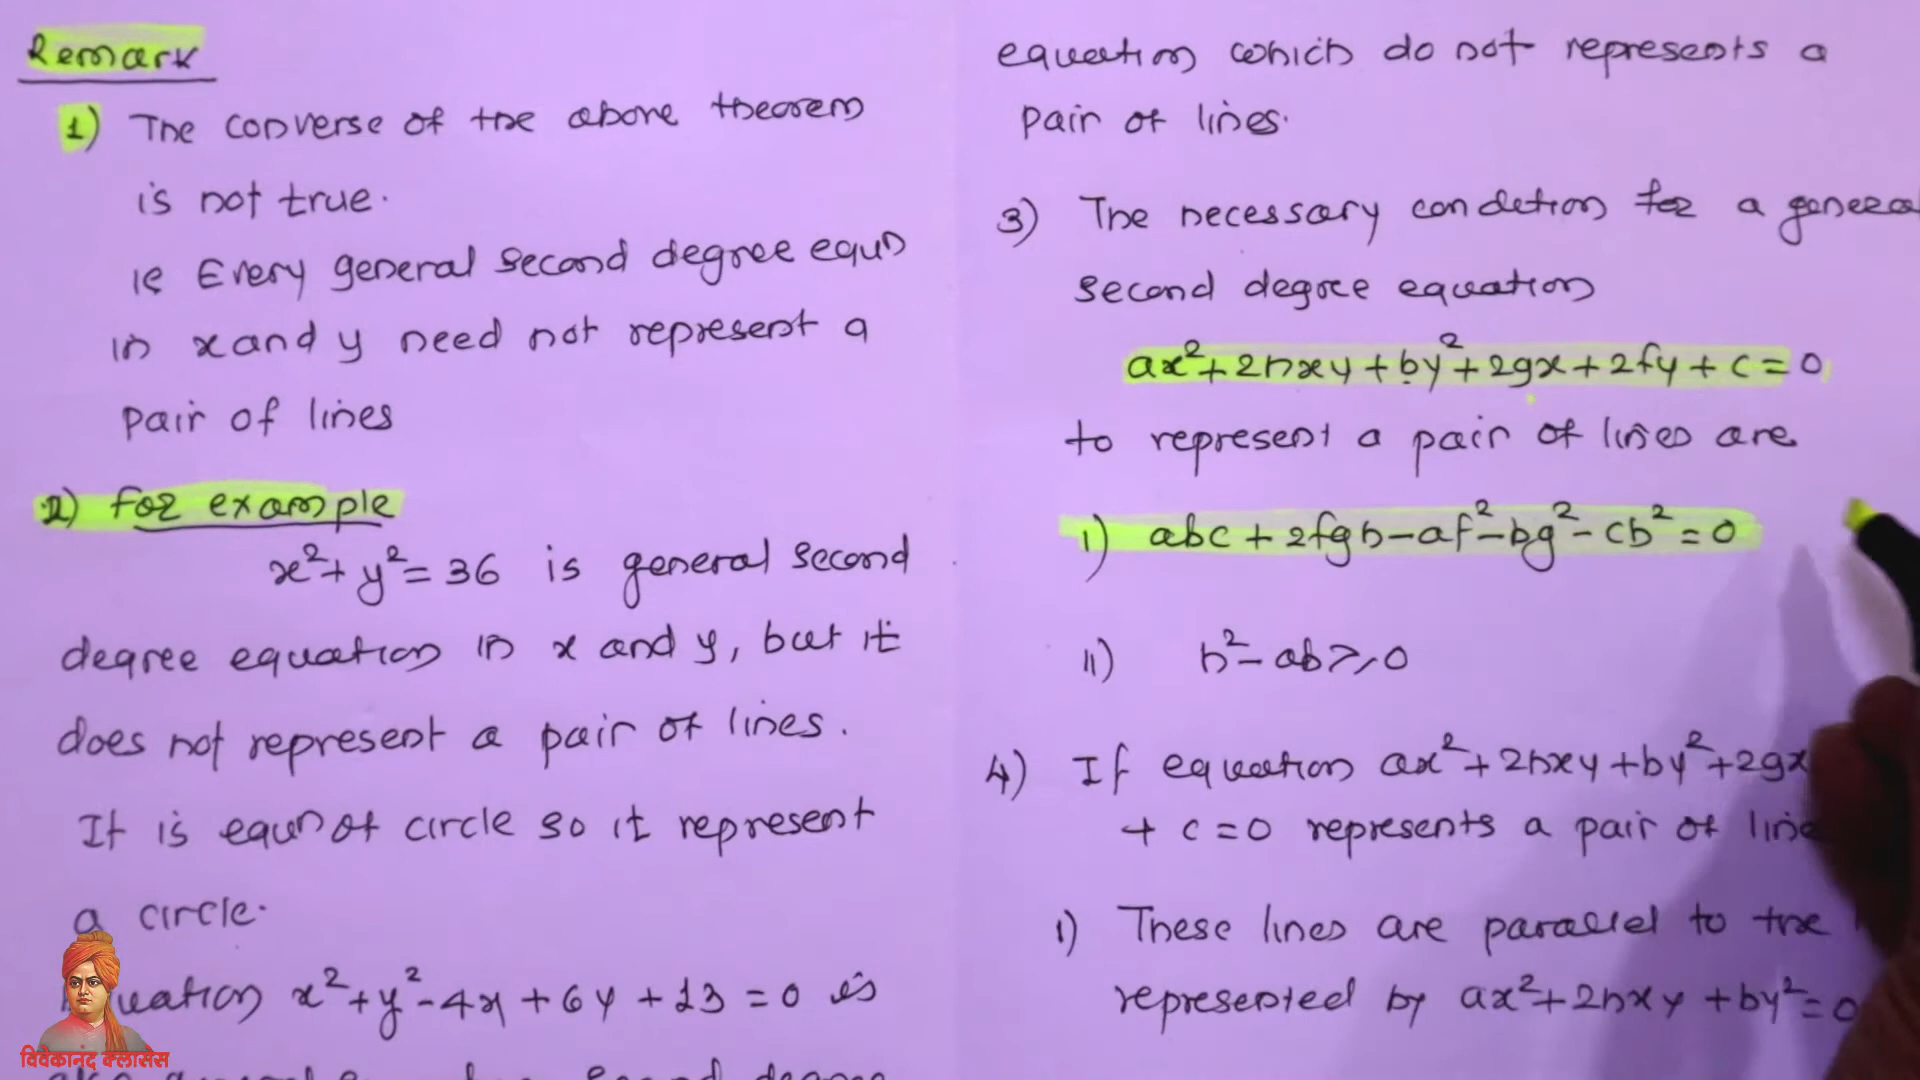 Remark
1) The converse of the above theorem
is not true.
ie Every general second degree equn
in x and y need not represent a
pair of lines
2) for example
x²+ y² = 36 is general second
degree equation in x and y, but it
does not represent a pair of lines.
It is equn of circle so it represent
a circle.
uation x²+y²-4x+6y+13=0 is
second degree
equation which do not represents a
pair of lines.
3) The necessary condition for a general
second degree equation
ax²+2hxy+by²+2gx+2fy+c=0
to represent a pair of lines are
i) abc+2fgh-af²-bg²-ch²=0
ii) h²-ab≥0
4) If equation ax²+2hxy+by²+2gx
+ c=0 represents a pair of line
i) These lines are parallel to the
represented by ax²+2hxy+by²=0
विवेकानंद क्लासेस